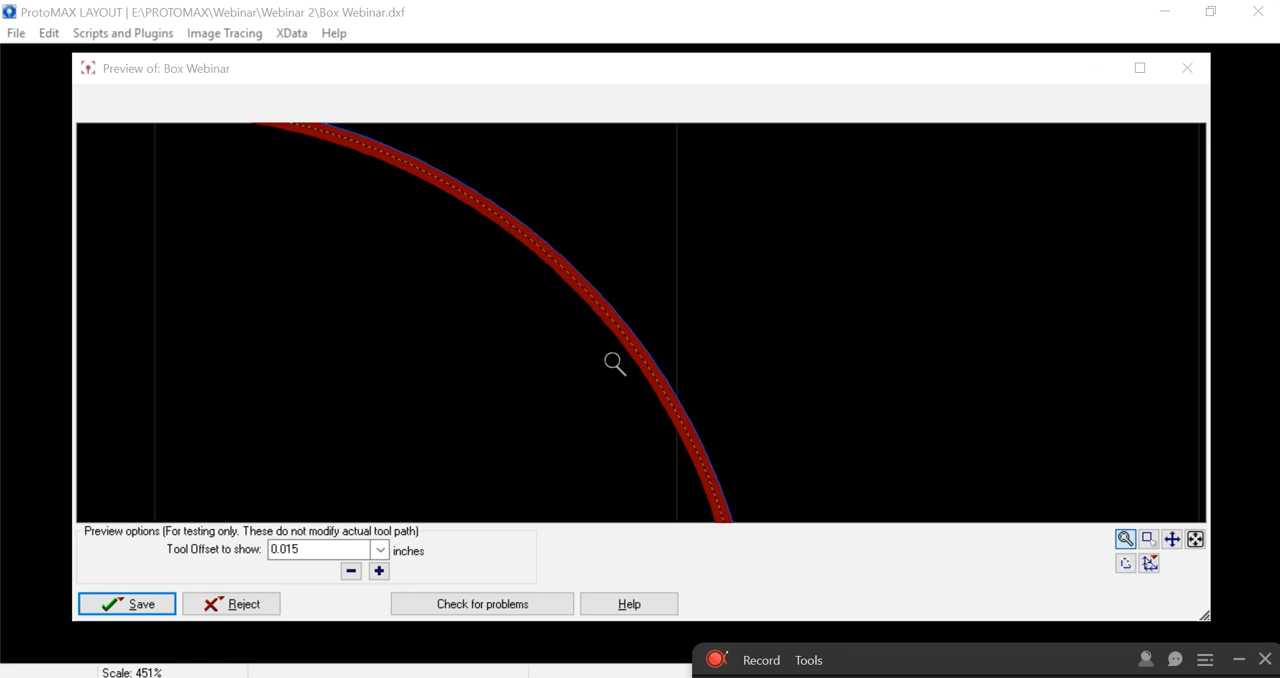 ProtoMAX LAYOUT | E:\PROTOMAX\Webinar\Webinar 2\Box Webinar.dxf
File Edit Scripts and Plugins Image Tracing XData Help
Preview of: Box Webinar
Preview options (For testing only. These do not modify actual tool path)
Tool Offset to show: 0.015 inches
Save Reject Check for problems Help
Record Tools
Scale: 451%